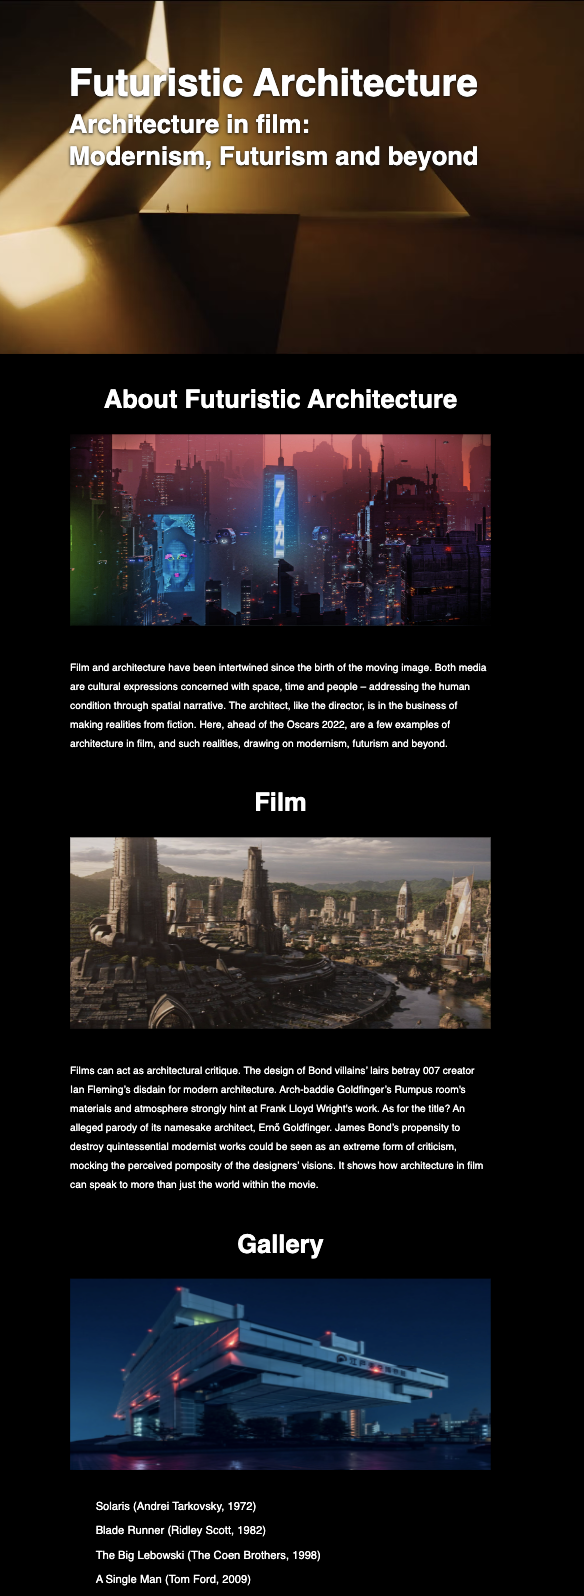 Futuristic Architecture
Architecture in film:
Modernism, Futurism and beyond
About Futuristic Architecture
Film and architecture have been intertwined since the birth of the moving image. Both media
are cultural expressions concerned with space, time and people – addressing the human
condition through spatial narrative. The architect, like the director, is in the business of
making realities from fiction. Here, ahead of the Oscars 2022, are a few examples of
architecture in film, and such realities, drawing on modernism, futurism and beyond.
Film
Films can act as architectural critique. The design of Bond villains’ lairs betray 007 creator
Ian Fleming’s disdain for modern architecture. Arch-baddie Goldfinger’s Rumpus room’s
materials and atmosphere strongly hint at Frank Lloyd Wright’s work. As for the title? An
alleged parody of its namesake architect, Ernő Goldfinger. James Bond’s propensity to
destroy quintessential modernist works could be seen as an extreme form of criticism,
mocking the perceived pomposity of the designers’ visions. It shows how architecture in film
can speak to more than just the world within the movie.
Gallery
Solaris (Andrei Tarkovsky, 1972)
Blade Runner (Ridley Scott, 1982)
The Big Lebowski (The Coen Brothers, 1998)
A Single Man (Tom Ford, 2009)